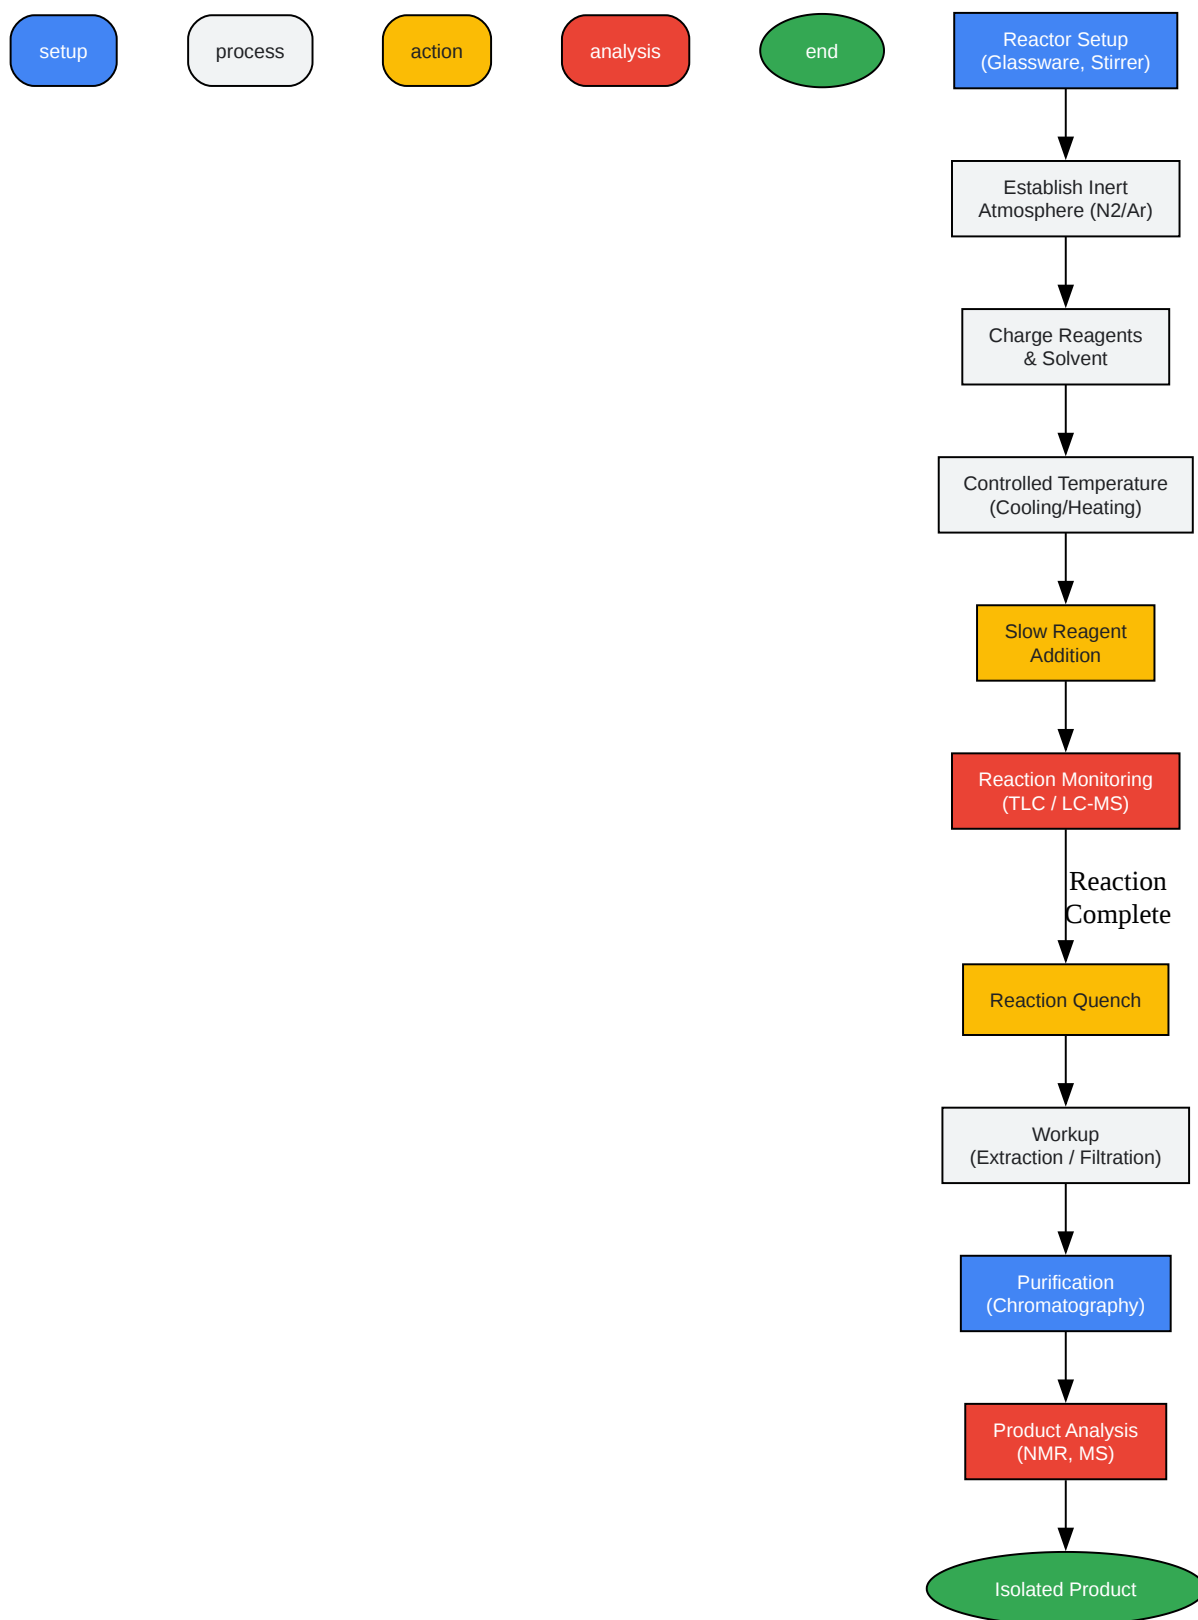 setup
process
action
analysis
end
Reactor Setup
(Glassware, Stirrer)
Establish Inert
Atmosphere (N2/Ar)
Charge Reagents
& Solvent
Controlled Temperature
(Cooling/Heating)
Slow Reagent
Addition
Reaction Monitoring
(TLC / LC-MS)
Reaction
Complete
Reaction Quench
Workup
(Extraction / Filtration)
Purification
(Chromatography)
Product Analysis
(NMR, MS)
Isolated Product